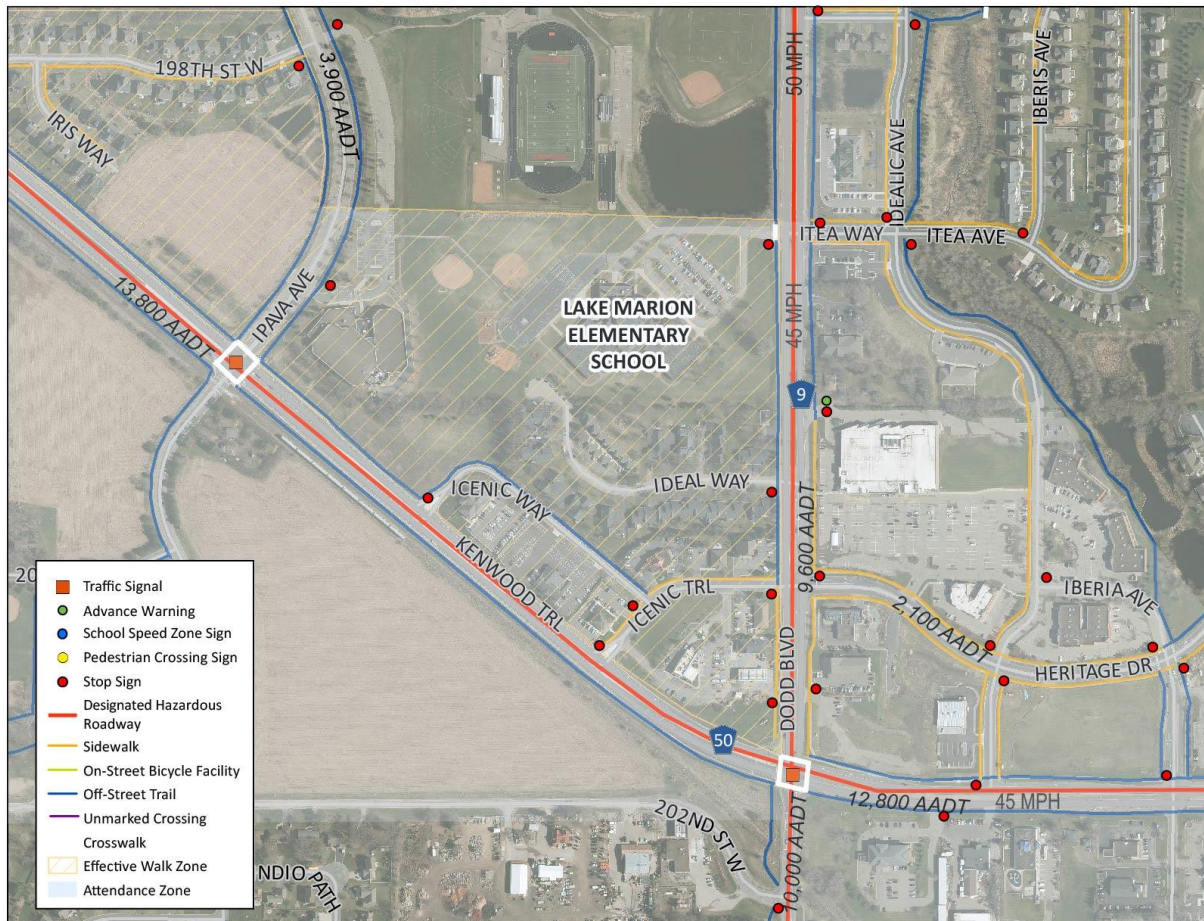 198TH ST W
3,900 AADT
50 MPH
IDEALIC AVE
IBERIS AVE
IRIS WAY
ITEA WAY
ITEA AVE
13,800 AADT
IPAVA AVE
LAKE MARION
ELEMENTARY
SCHOOL
45 MPH
9
ICENIC WAY
IDEAL WAY
KENWOOD TRL
ICENIC TRL
9,600 AADT
2,100 AADT
IBERIA AVE
HERITAGE DR
DODD BLVD
50
12,800 AADT
45 MPH
202ND ST W
10,000 AADT
NDIO PATH
20
Traffic Signal
Advance Warning
School Speed Zone Sign
Pedestrian Crossing Sign
Stop Sign
Designated Hazardous
Roadway
Sidewalk
On-Street Bicycle Facility
Off-Street Trail
Unmarked Crossing
Crosswalk
Effective Walk Zone
Attendance Zone